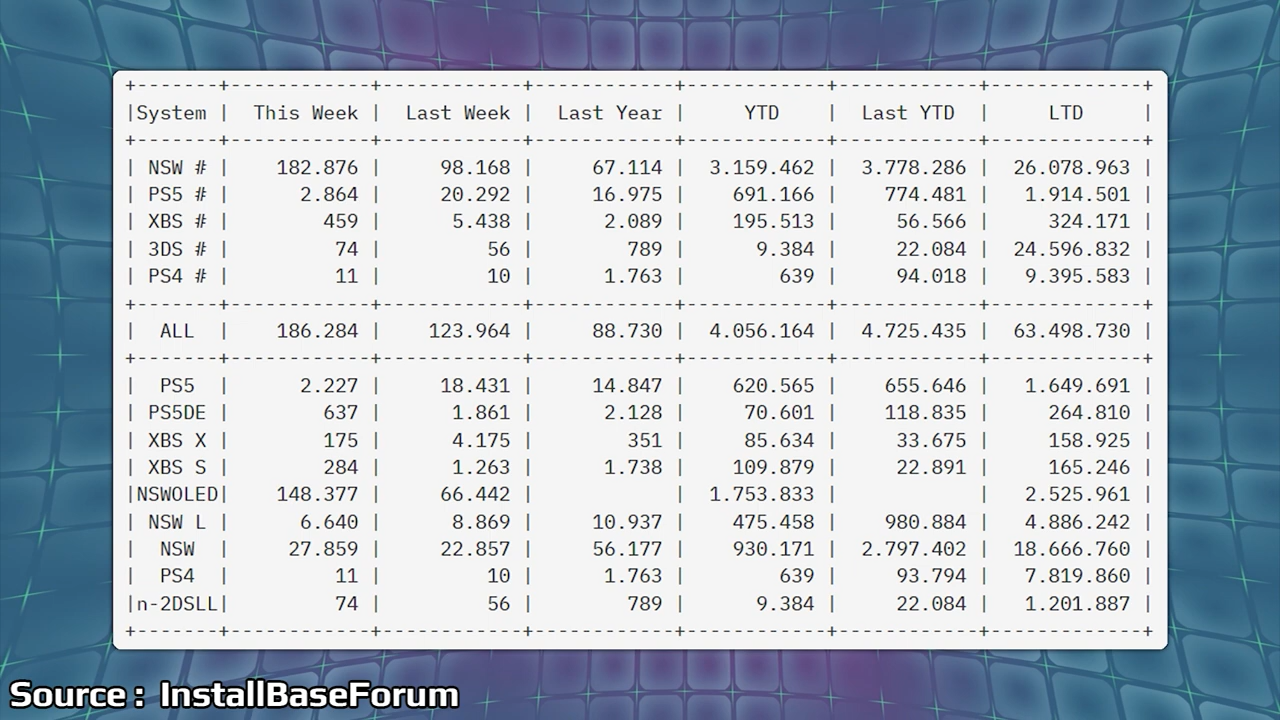 +-------+------------+------------+------------+------------+------------+-------------+
|System | This Week | Last Week | Last Year | YTD | Last YTD | LTD |
+-------+------------+------------+------------+------------+------------+-------------+
| NSW # | 182.876 | 98.168 | 67.114 | 3.159.462 | 3.778.286 | 26.078.963 |
| PS5 # | 2.864 | 20.292 | 16.975 | 691.166 | 774.481 | 1.914.501 |
| XBS # | 459 | 5.438 | 2.089 | 195.513 | 56.566 | 324.171 |
| 3DS # | 74 | 56 | 789 | 9.384 | 22.084 | 24.596.832 |
| PS4 # | 11 | 10 | 1.763 | 639 | 94.018 | 9.395.583 |
+-------+------------+------------+------------+------------+------------+-------------+
| ALL | 186.284 | 123.964 | 88.730 | 4.056.164 | 4.725.435 | 63.498.730 |
+-------+------------+------------+------------+------------+------------+-------------+
| PS5 | 2.227 | 18.431 | 14.847 | 620.565 | 655.646 | 1.649.691 |
| PS5DE | 637 | 1.861 | 2.128 | 70.601 | 118.835 | 264.810 |
| XBS X | 175 | 4.175 | 351 | 85.634 | 33.675 | 158.925 |
| XBS S | 284 | 1.263 | 1.738 | 109.879 | 22.891 | 165.246 |
|NSWOLED| 148.377 | 66.442 | | 1.753.833 | | 2.525.961 |
| NSW L | 6.640 | 8.869 | 10.937 | 475.458 | 980.884 | 4.886.242 |
| NSW | 27.859 | 22.857 | 56.177 | 930.171 | 2.797.402 | 18.666.760 |
| PS4 | 11 | 10 | 1.763 | 639 | 93.794 | 7.819.860 |
|n-2DSLL| 74 | 56 | 789 | 9.384 | 22.084 | 1.201.887 |
+-------+------------+------------+------------+------------+------------+-------------+
Source : InstallBaseForum